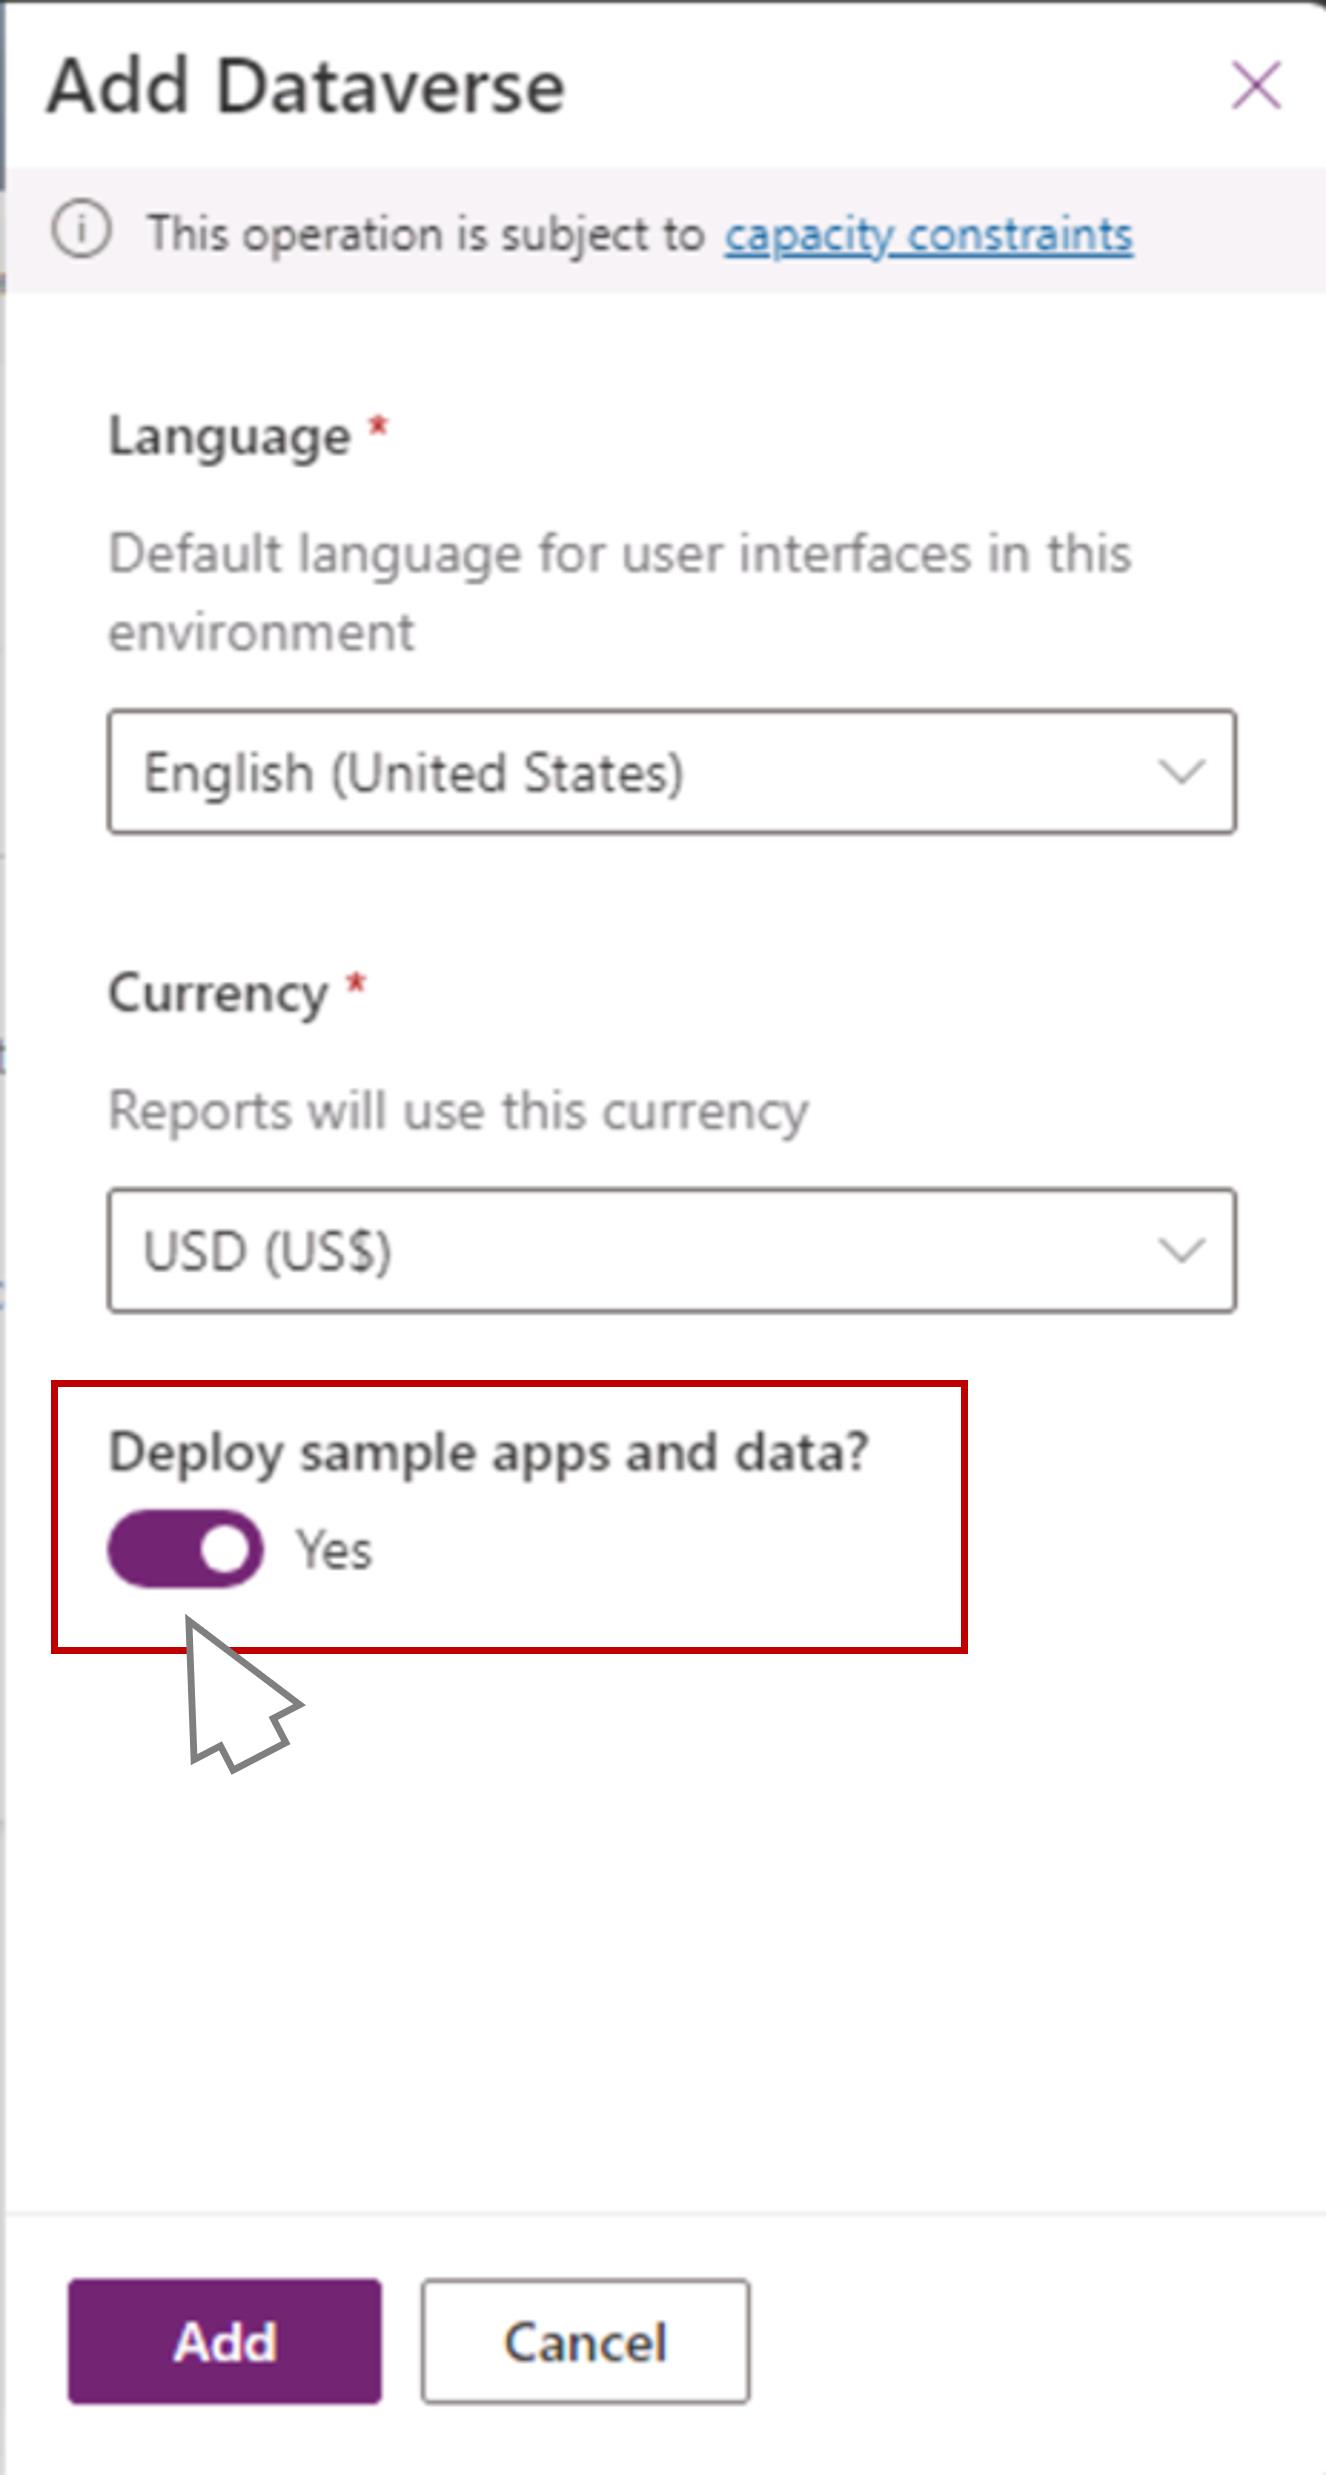 Add Dataverse
This operation is subject to capacity constraints
Language *
Default language for user interfaces in this
environment
English (United States)
Currency *
Reports will use this currency
USD (US$)
Deploy sample apps and data?
Yes
Add Cancel